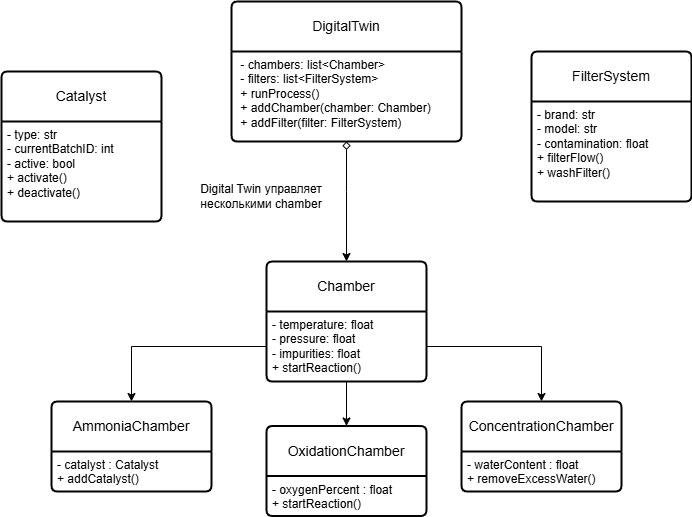 DigitalTwin
- chambers: list<Chamber>
- filters: list<FilterSystem>
+ runProcess()
+ addChamber(chamber: Chamber)
+ addFilter(filter: FilterSystem)
Catalyst
- type: str
- currentBatchID: int
- active: bool
+ activate()
+ deactivate()
FilterSystem
- brand: str
- model: str
- contamination: float
+ filterFlow()
+ washFilter()
Digital Twin управляет
несколькими chamber
Chamber
- temperature: float
- pressure: float
- impurities: float
+ startReaction()
AmmoniaChamber
- catalyst : Catalyst
+ addCatalyst()
OxidationChamber
- oxygenPercent : float
+ startReaction()
ConcentrationChamber
- waterContent : float
+ removeExcessWater()